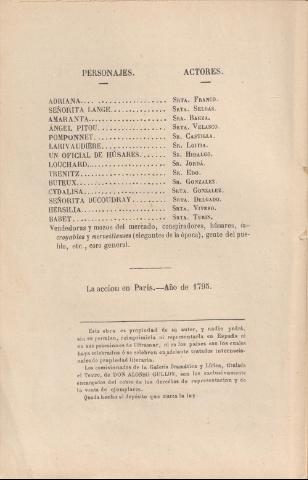 PERSONAJES. ACTORES.
ADRIANA........................ SRTA. FRANCO.
SEÑORITA LANGE................. SRTA. SELGAS.
AMARANTA....................... SRA. BAEZA.
ÁNGEL PITOU.................... SRTA. VELASCO.
POMPONNET...................... SR. CASTILLA.
LARIVAUDIÈRE................... SR. LOITIA.
UN OFICIAL DE HÚSARES.......... SR. HIDALGO.
LOUCHARD....................... SR. JORDÁ.
TRENITZ........................ SR. EDO.
BUTEUX......................... SR. GONZALEZ.
CYDALISA....................... SRTA. GONZALEZ.
SEÑORITA DUCOUDRAY............. SRTA. DELGADO.
HERSILIA....................... SRTA. VIVERO.
BABET.......................... SRTA. TURIN.
Vendedoras y mozos del mercado, conspiradores, húsares, in-
croyables y merveilleuses (elegantes de la época), gente del pue-
blo, etc., coro general.
La accion en París.—Año de 1795.
Esta obra es propiedad de su autor, y nadie podrá,
sin su permiso, reimprimirla ni representarla en España ni
en sus posesiones de Ultramar, ni en los países con los cuales
haya celebrados ó se celebren en adelante tratados internacio-
nales de propiedad literaria.
Los comisionados de la Galería Dramática y Lírica, titulada
el Teatro, de DON ALONSO GULLON, son los exclusivamente
encargados del cobro de los derechos de representacion y de
la venta de ejemplares.
Queda hecho el depósito que marca la ley